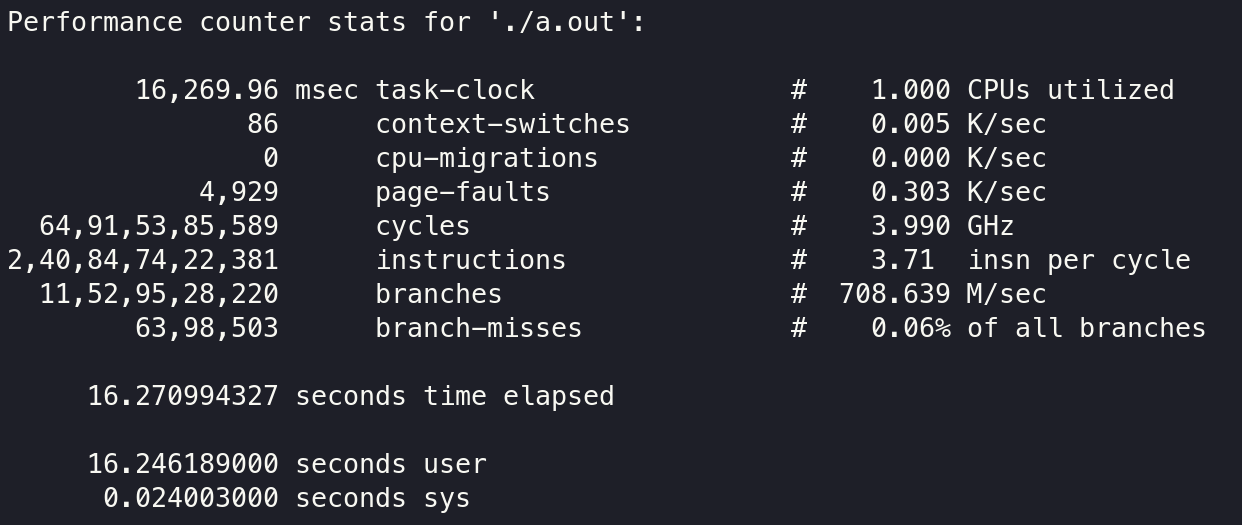 Performance counter stats for './a.out':
16,269.96 msec task-clock # 1.000 CPUs utilized
86 context-switches # 0.005 K/sec
0 cpu-migrations # 0.000 K/sec
4,929 page-faults # 0.303 K/sec
64,91,53,85,589 cycles # 3.990 GHz
2,40,84,74,22,381 instructions # 3.71 insn per cycle
11,52,95,28,220 branches # 708.639 M/sec
63,98,503 branch-misses # 0.06% of all branches
16.270994327 seconds time elapsed
16.246189000 seconds user
0.024003000 seconds sys